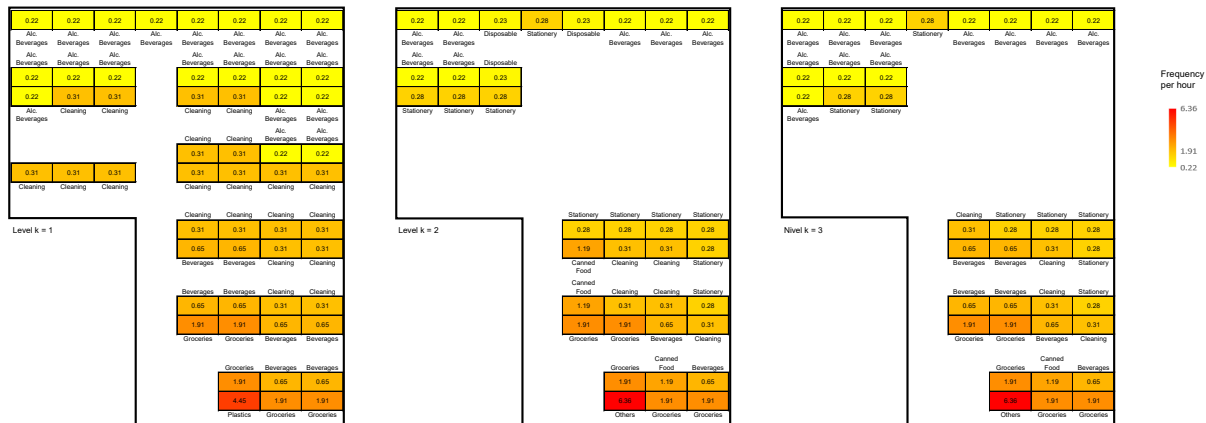 0.22 0.22 0.22 0.22 0.22 0.22 0.22 0.22
Alc. Alc. Alc. Alc. Alc. Alc. Alc. Alc.
Beverages Beverages Beverages Beverages Beverages Beverages Beverages Beverages
Alc. Alc. Alc. Alc. Alc. Alc. Alc.
Beverages Beverages Beverages Beverages Beverages Beverages Beverages
0.22 0.22 0.22 0.22 0.22 0.22 0.22
0.22 0.31 0.31 0.31 0.31 0.22 0.22
Alc. Cleaning Cleaning Cleaning Cleaning Alc. Alc.
Beverages Beverages Beverages
Alc. Alc.
Cleaning Cleaning Beverages Beverages
0.31 0.31 0.22 0.22
0.31 0.31 0.31 0.31 0.31 0.31 0.31
Cleaning Cleaning Cleaning Cleaning Cleaning Cleaning Cleaning
Cleaning Cleaning Cleaning Cleaning
Level k = 1
0.31 0.31 0.31 0.31
0.65 0.65 0.31 0.31
Beverages Beverages Cleaning Cleaning
Beverages Beverages Cleaning Cleaning
0.65 0.65 0.31 0.31
1.91 1.91 0.65 0.65
Groceries Groceries Beverages Beverages
Groceries Beverages Beverages
1.91 0.65 0.65
4.45 1.91 1.91
Plastics Groceries Groceries
0.22 0.22 0.23 0.28 0.23 0.22 0.22 0.22
Alc. Alc. Disposable Stationery Disposable Alc. Alc. Alc.
Beverages Beverages Beverages Beverages Beverages
Alc. Alc.
Beverages Beverages Disposable
0.22 0.22 0.23
0.28 0.28 0.28
Stationery Stationery Stationery
Stationery Stationery Stationery Stationery
Level k = 2
0.28 0.28 0.28 0.28
1.19 0.31 0.31 0.28
Canned Cleaning Cleaning Stationery
Food
Canned
Food Cleaning Cleaning Stationery
1.19 0.31 0.31 0.28
1.91 1.91 0.65 0.31
Groceries Groceries Beverages Cleaning
Canned
Groceries Food Beverages
1.91 1.19 0.65
6.36 1.91 1.91
Others Groceries Groceries
0.22 0.22 0.22 0.28 0.22 0.22 0.22 0.22
Alc. Alc. Alc. Stationery Alc. Alc. Alc. Alc.
Beverages Beverages Beverages Beverages Beverages Beverages Beverages
Alc. Alc. Alc.
Beverages Beverages Beverages
0.22 0.22 0.22
0.22 0.28 0.28
Alc. Stationery Stationery
Beverages
Cleaning Stationery Stationery Stationery
Nivel k = 3
0.31 0.28 0.28 0.28
0.65 0.65 0.31 0.28
Beverages Beverages Cleaning Stationery
Beverages Beverages Cleaning Stationery
0.65 0.65 0.31 0.28
1.91 1.91 0.65 0.31
Groceries Groceries Beverages Cleaning
Canned
Groceries Food Beverages
1.91 1.19 0.65
6.36 1.91 1.91
Others Groceries Groceries
Frequency
per hour
6.36
1.91
0.22